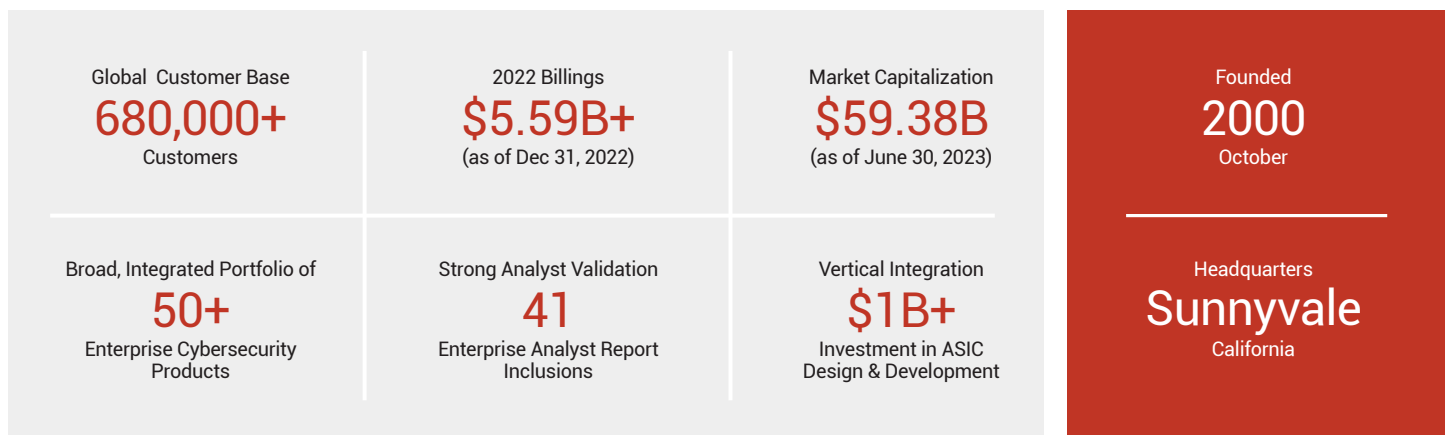 Global Customer Base
680,000+
Customers
2022 Billings
$5.59B+
(as of Dec 31, 2022)
Market Capitalization
$59.38B
(as of June 30, 2023)
Founded
2000
October
Broad, Integrated Portfolio of
50+
Enterprise Cybersecurity
Products
Strong Analyst Validation
41
Enterprise Analyst Report
Inclusions
Vertical Integration
$1B+
Investment in ASIC
Design & Development
Headquarters
Sunnyvale
California